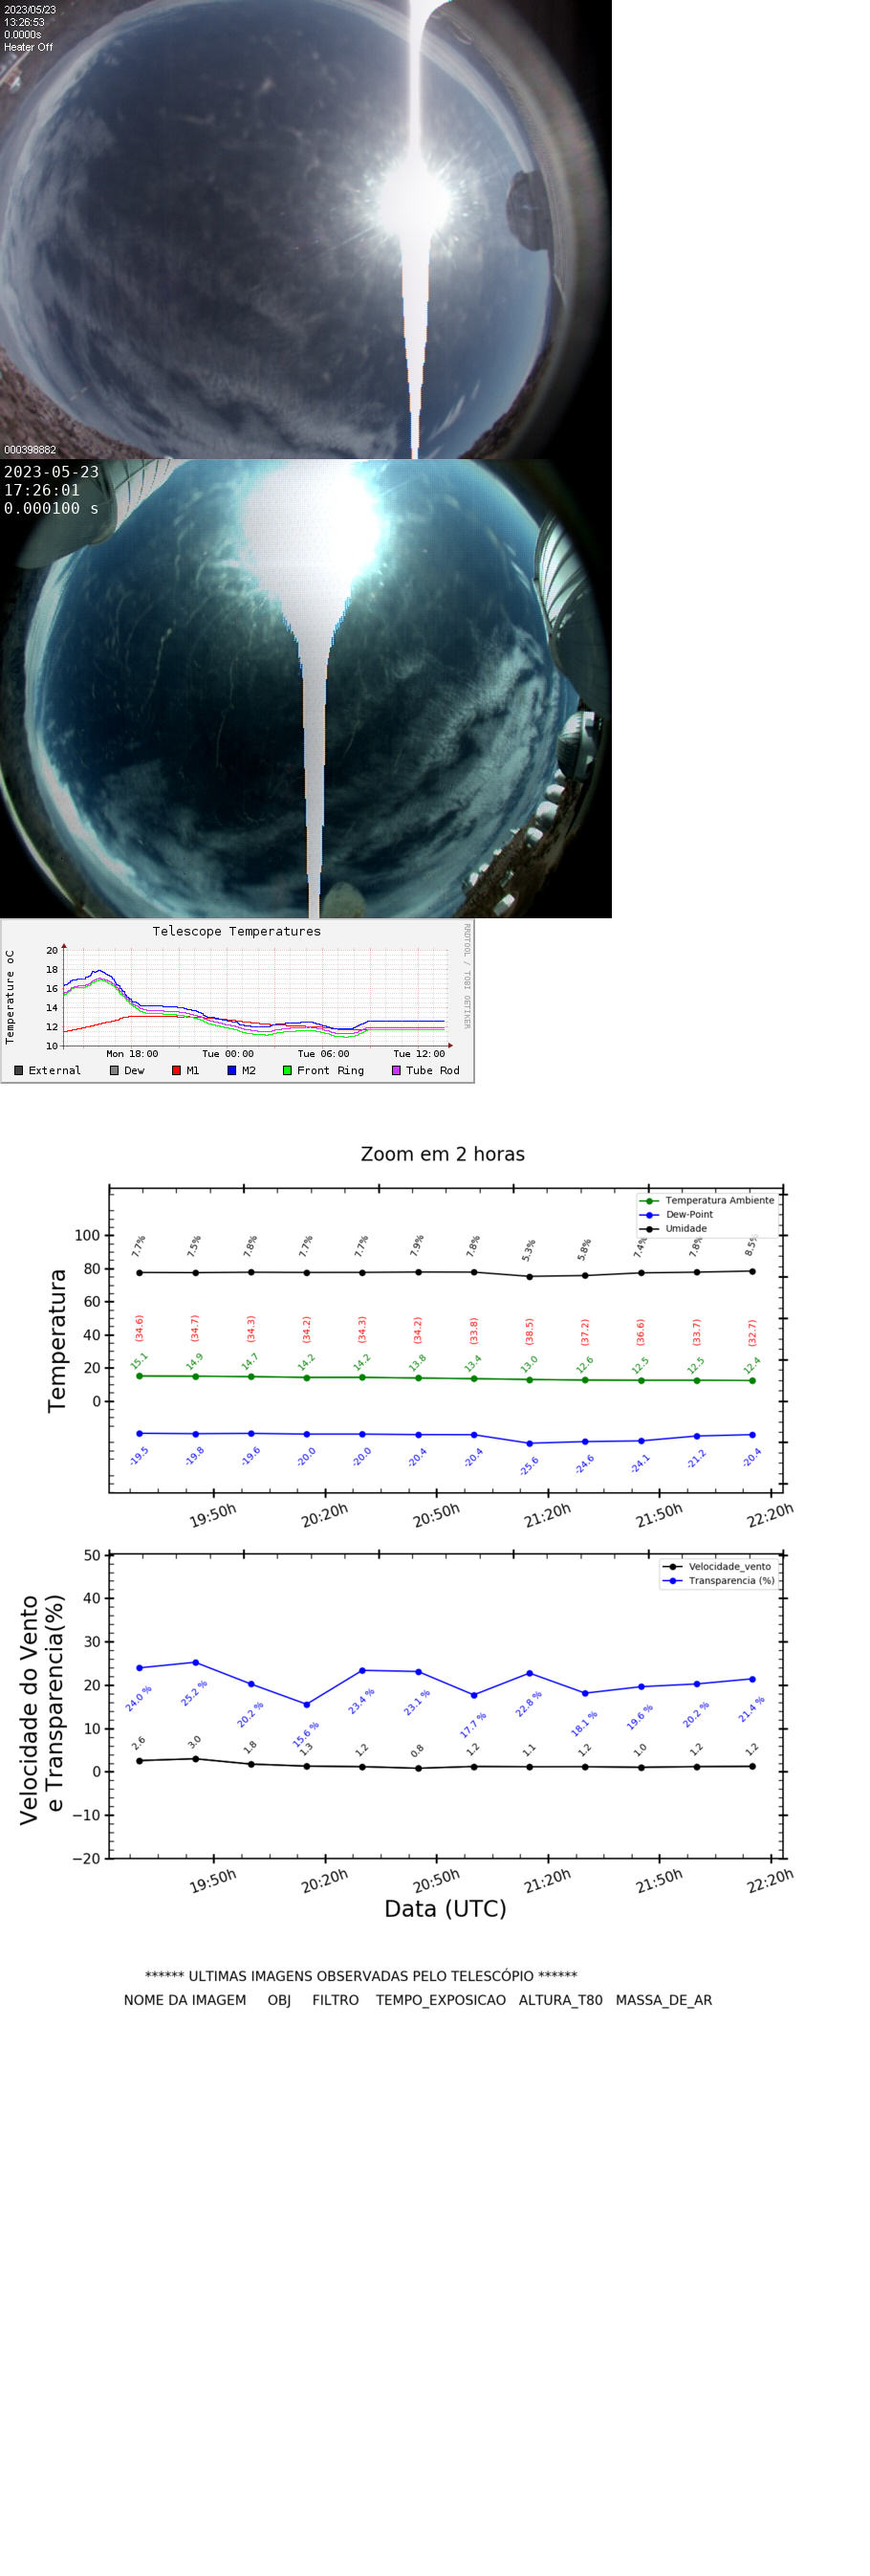 2023/05/23
13:26:53
0.0000s
Heater Off
000398882
2023-05-23
17:26:01
0.000100 s
Telescope Temperatures
Temperature oC
RRDTOOL / TOBI OETIKER
20
18
16
14
12
10
Mon 18:00 Tue 00:00 Tue 06:00 Tue 12:00
External Dew M1 M2 Front Ring Tube Rod
Zoom em 2 horas
Temperatura
Temperatura Ambiente
Dew-Point
Umidade
100
80
60
40
20
0
7.7% 7.5% 7.8% 7.7% 7.7% 7.9% 7.8% 5.3% 5.8% 7.4% 7.8% 8.5%
(34.6) (34.7) (34.3) (34.2) (34.3) (34.2) (33.8) (38.5) (37.2) (36.6) (33.7) (32.7)
15.1 14.9 14.7 14.2 14.2 13.8 13.4 13.0 12.6 12.5 12.5 12.4
-19.5 -19.8 -19.6 -20.0 -20.0 -20.4 -20.4 -25.6 -24.6 -24.1 -21.2 -20.4
19:50h 20:20h 20:50h 21:20h 21:50h 22:20h
Velocidade do Vento
e Transparencia(%)
Velocidade_vento
Transparencia (%)
50
40
30
20
10
0
−10
−20
24.0 % 25.2 % 20.2 % 15.6 % 23.4 % 23.1 % 17.7 % 22.8 % 18.1 % 19.6 % 20.2 % 21.4 %
2.6 3.0 1.8 1.3 1.2 0.8 1.2 1.1 1.2 1.0 1.2 1.2
19:50h 20:20h 20:50h 21:20h 21:50h 22:20h
Data (UTC)
****** ULTIMAS IMAGENS OBSERVADAS PELO TELESCÓPIO ******
NOME DA IMAGEM OBJ FILTRO TEMPO_EXPOSICAO ALTURA_T80 MASSA_DE_AR